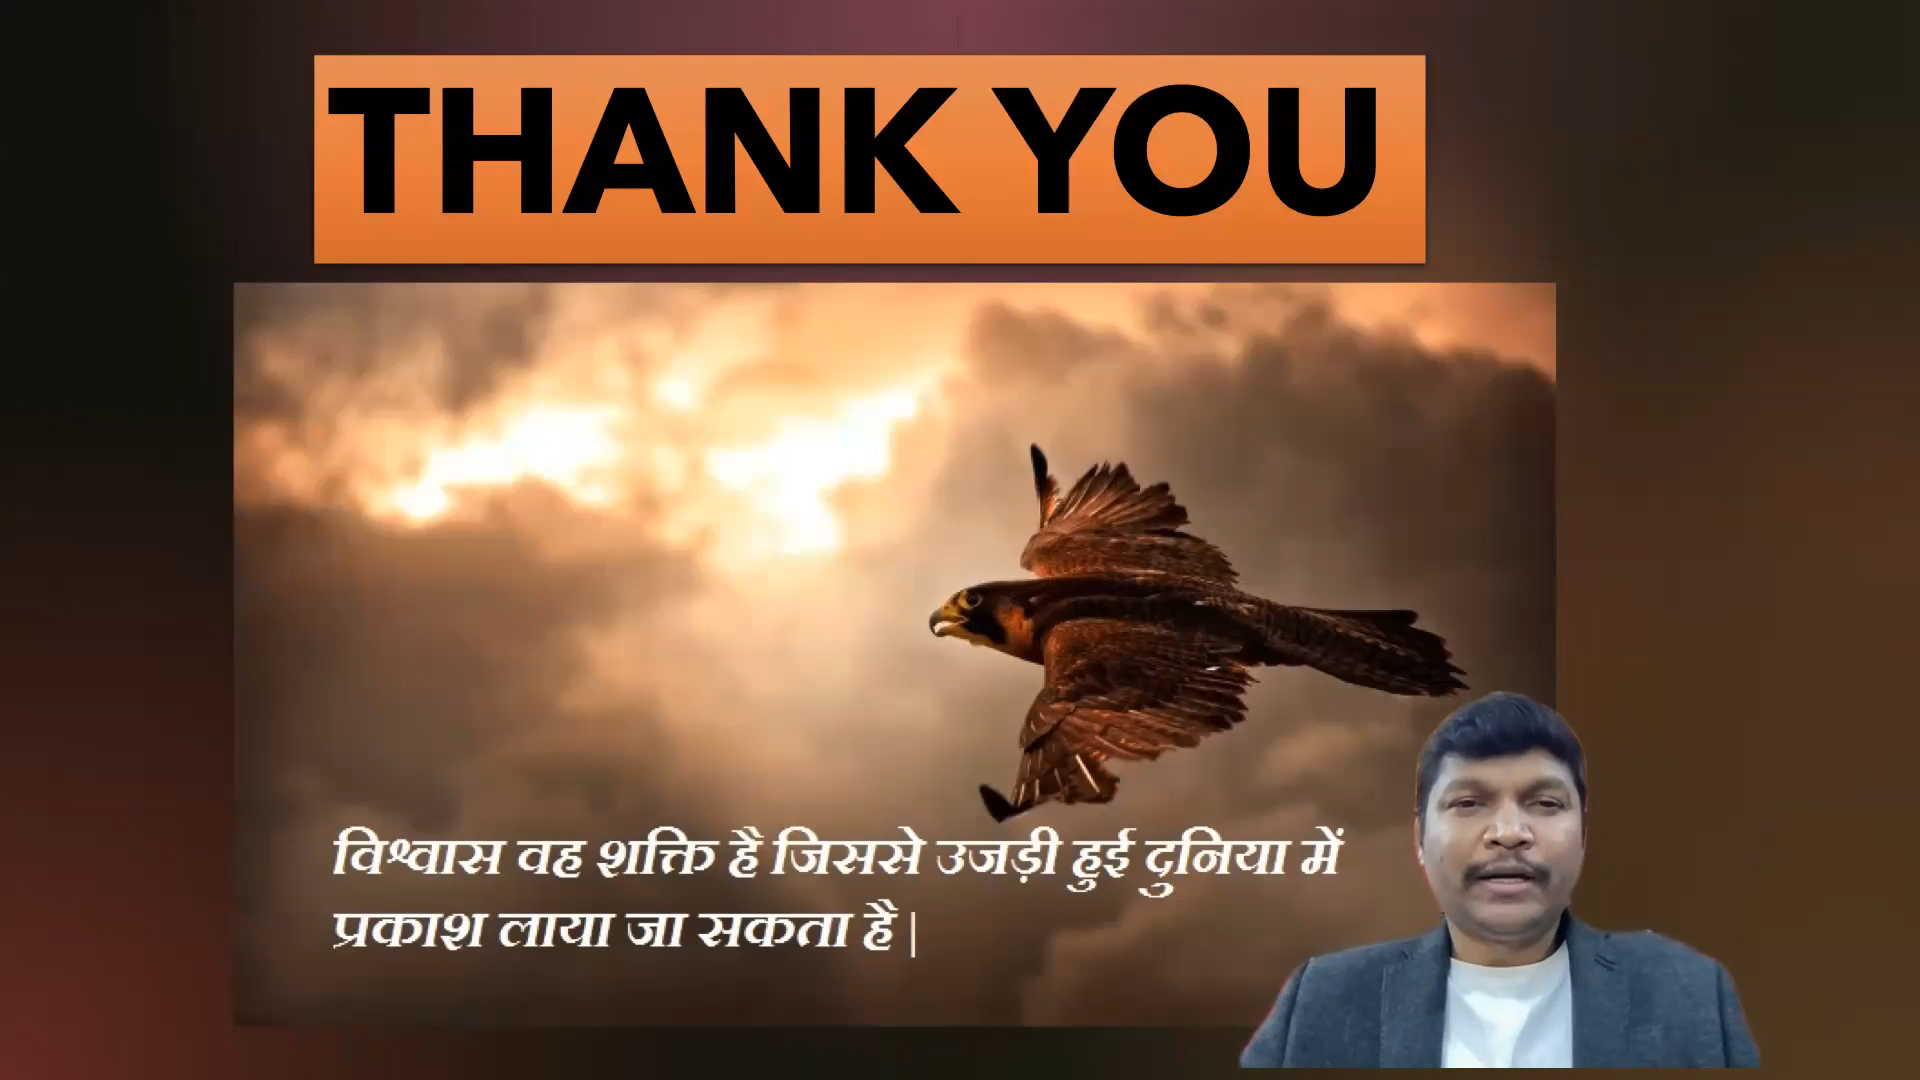 THANK YOU
विश्वास वह शक्ति है जिससे उजड़ी हुई दुनिया में
प्रकाश लाया जा सकता है |